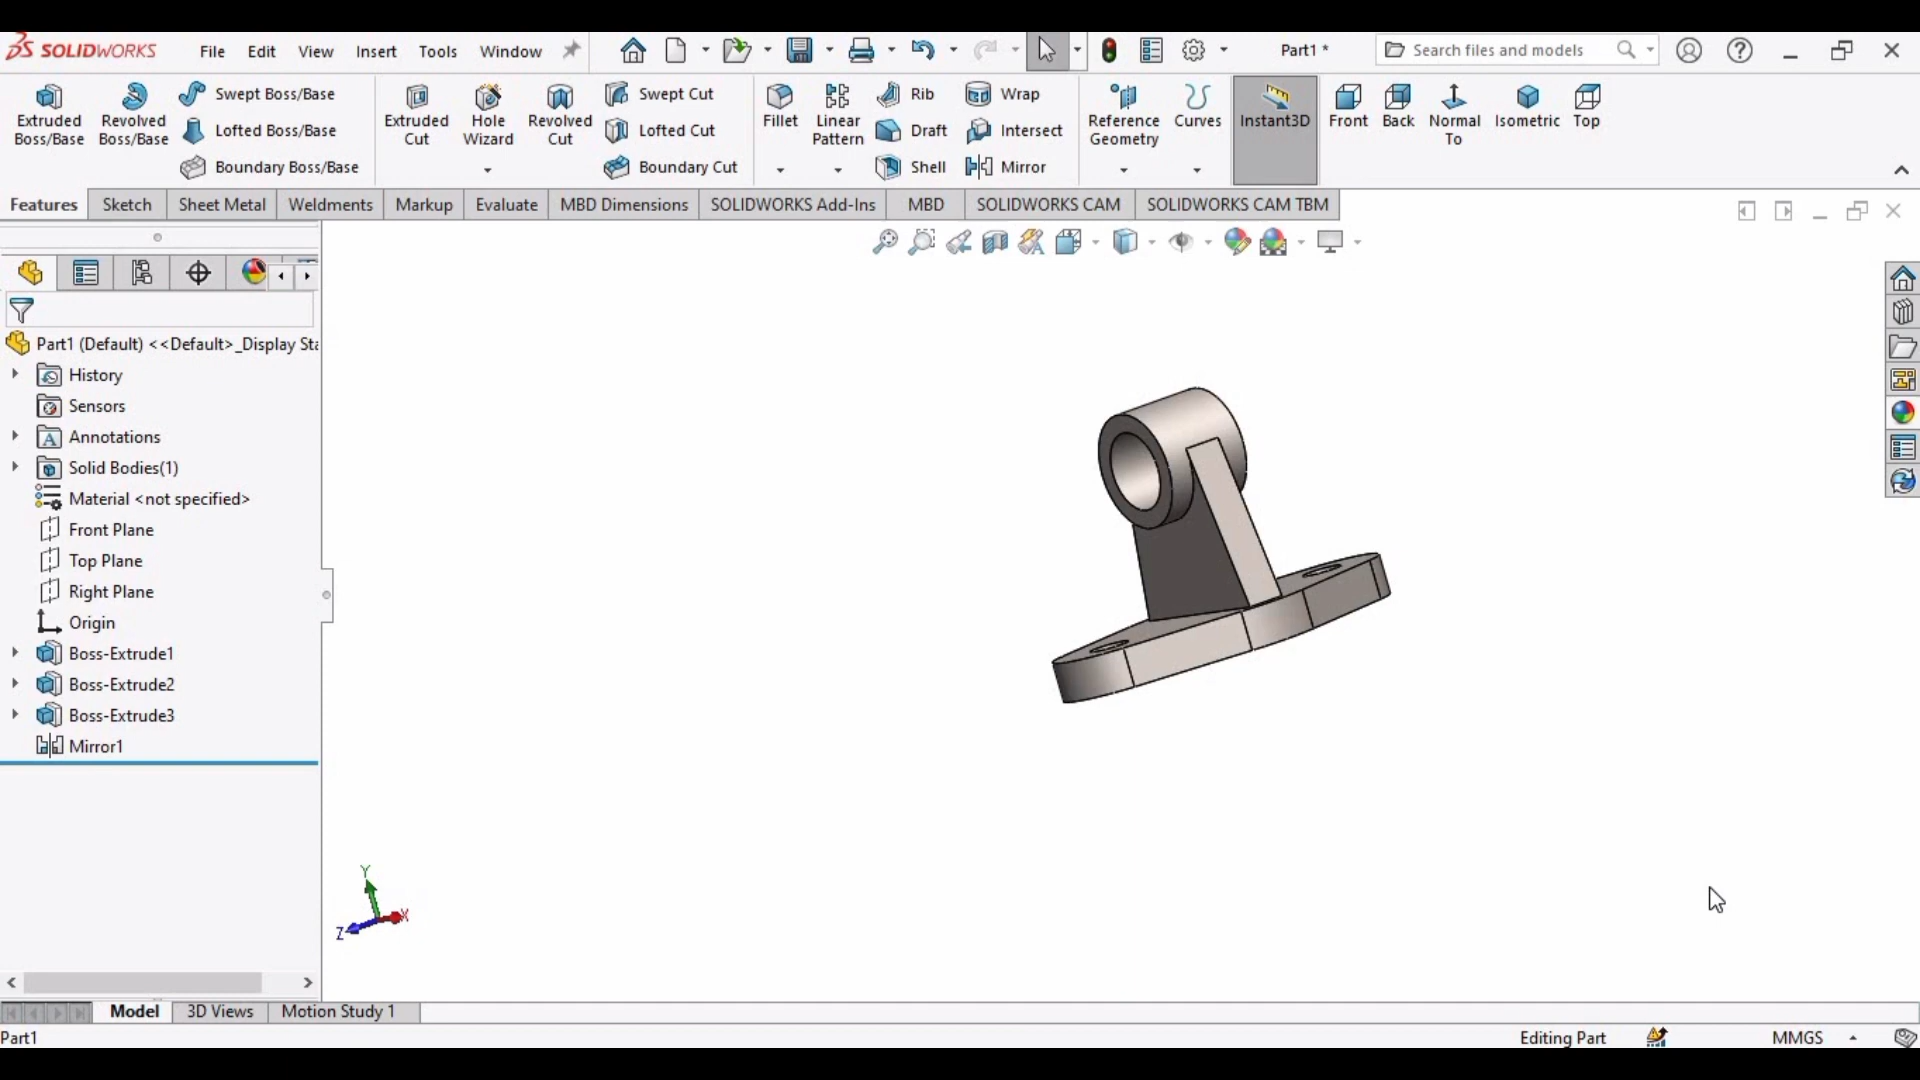 SOLIDWORKS File Edit View Insert Tools Window Part1 * Search files and models
Extruded Boss/Base
Revolved Boss/Base
Swept Boss/Base
Lofted Boss/Base
Boundary Boss/Base
Extruded Cut
Hole Wizard
Revolved Cut
Swept Cut
Lofted Cut
Boundary Cut
Fillet
Linear Pattern
Rib
Draft
Shell
Wrap
Intersect
Mirror
Reference Geometry
Curves
Instant3D
Front
Back
Normal To
Isometric
Top
Features Sketch Sheet Metal Weldments Markup Evaluate MBD Dimensions SOLIDWORKS Add-Ins MBD SOLIDWORKS CAM SOLIDWORKS CAM TBM
Part1 (Default) <<Default>_Display Sta
History
Sensors
Annotations
Solid Bodies(1)
Material <not specified>
Front Plane
Top Plane
Right Plane
Origin
Boss-Extrude1
Boss-Extrude2
Boss-Extrude3
Mirror1
Y
X
Z
Model 3D Views Motion Study 1
Part1 Editing Part MMGS